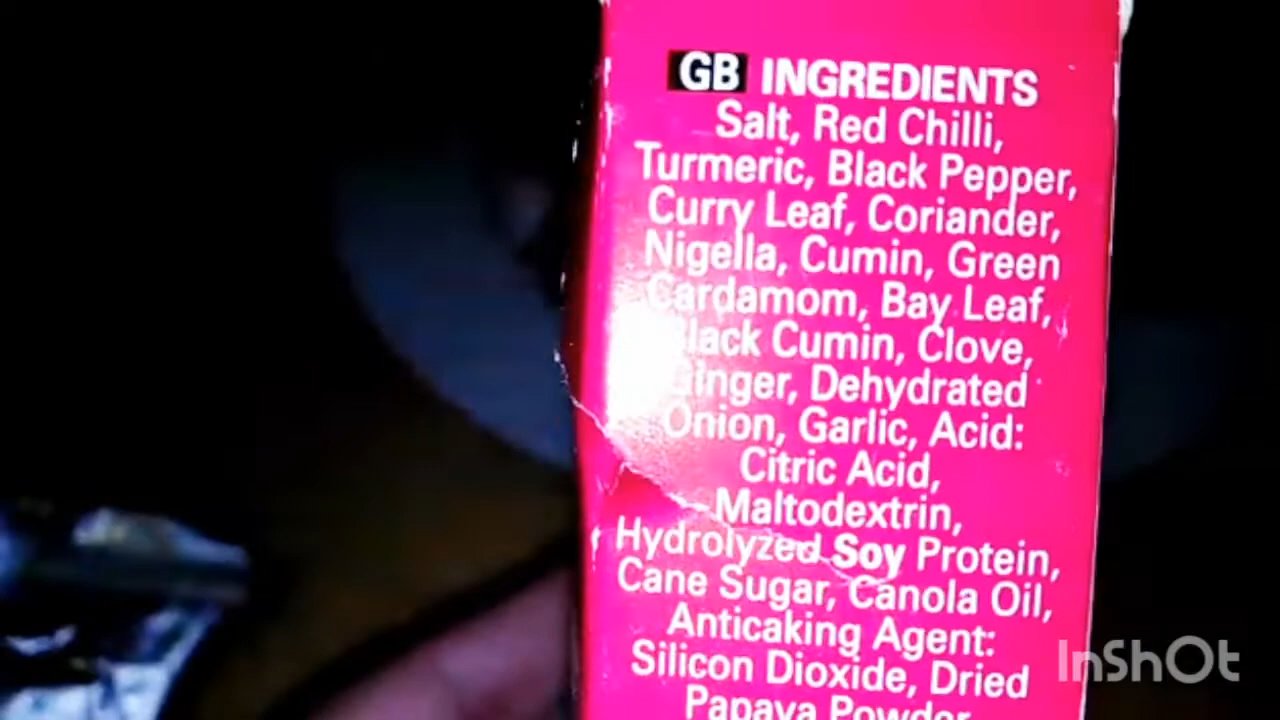 GB INGREDIENTS
Salt, Red Chilli,
Turmeric, Black Pepper,
Curry Leaf, Coriander,
Nigella, Cumin, Green
Cardamom, Bay Leaf,
Black Cumin, Clove,
Ginger, Dehydrated
Onion, Garlic, Acid:
Citric Acid,
Maltodextrin,
Hydrolyzed Soy Protein,
Cane Sugar, Canola Oil,
Anticaking Agent:
Silicon Dioxide, Dried
Papaya Powder
InShOt